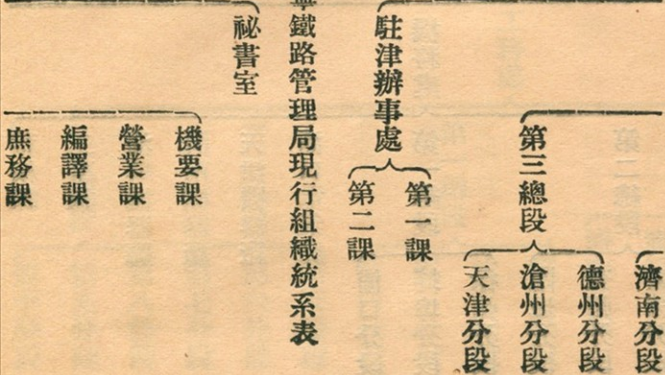 濟南分段
第三總段
德州分段
滄州分段
天津分段
駐津辦事處
第一課
第二課
鐵路管理局現行組織統系表
祕書室
機要課
營業課
編譯課
庶務課